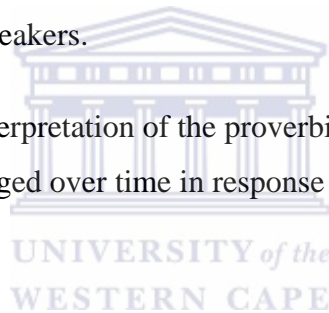 eakers.
erpretation of the proverbi
ged over time in response
UNIVERSITY of the
WESTERN CAPE